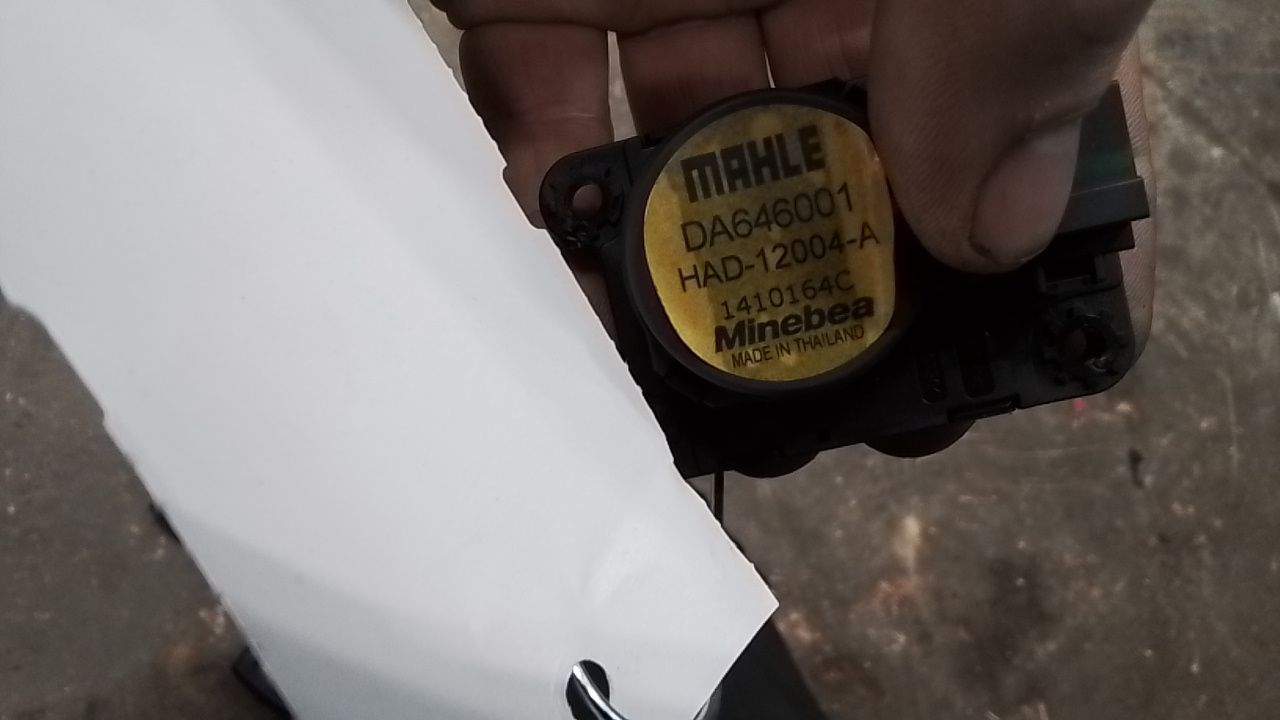 MAHLE
DA646001
HAD-12004-A
1410164C
Minebea
MADE IN THAILAND